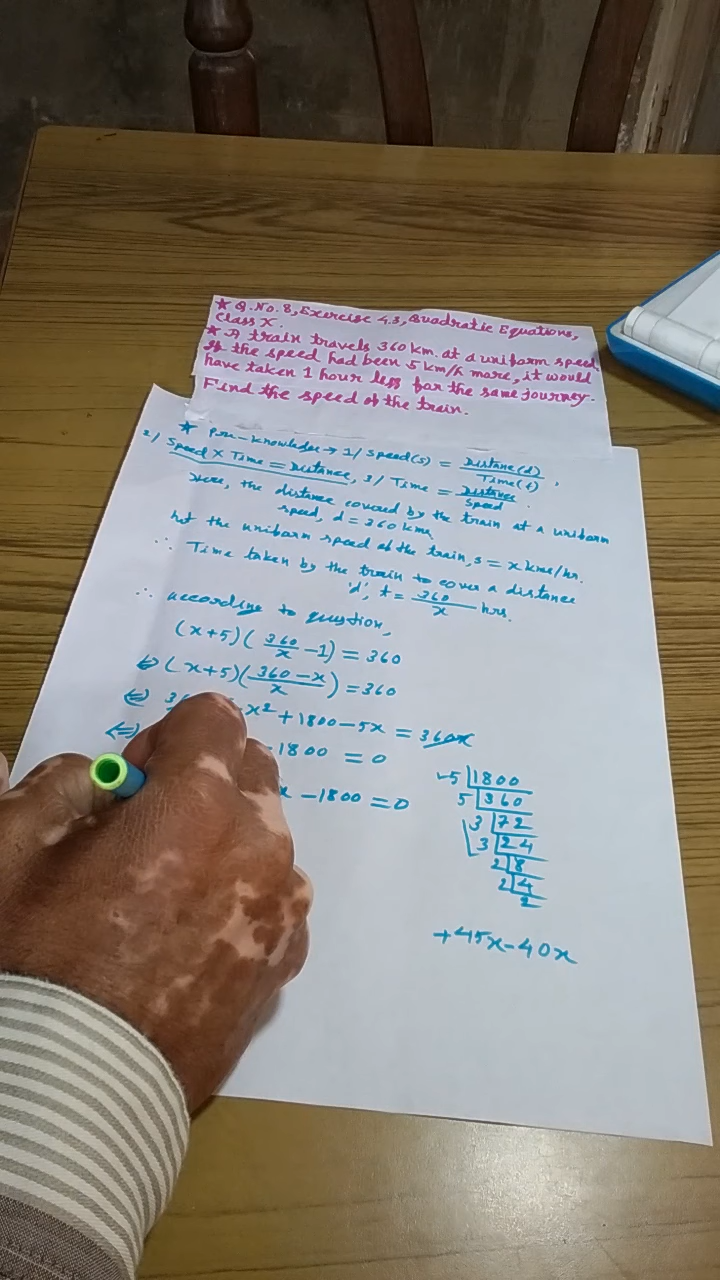 * Q.No. 8, Exercise 4.3, Quadratic Equations,
Class X.
* A train travels 360 km. at a uniform speed
If the speed had been 5 km/h more, it would
have taken 1 hour less for the same journey.
Find the speed of the train.
* Pre-knowledge → 1/ Speed(s) = Distance(d)/Time(t),
2/ Speed × Time = Distance, 3/ Time = Distance/Speed.
Here, the distance covered by the train at a uniform
speed, d = 360 kms.
Let the uniform speed of the train, s = x kms/hr.
∴ Time taken by the train to cover a distance
'd', t = 360/x hrs.
∴ according to question,
(x+5)(360/x − 1) = 360
⇔ (x+5)((360−x)/x) = 360
⇔ x² + 1800 − 5x = 360x
⇔ − 1800 = 0
x − 1800 = 0
5 | 1800
5 | 360
3 | 72
3 | 24
2 | 8
2 | 4
2
+45x−40x